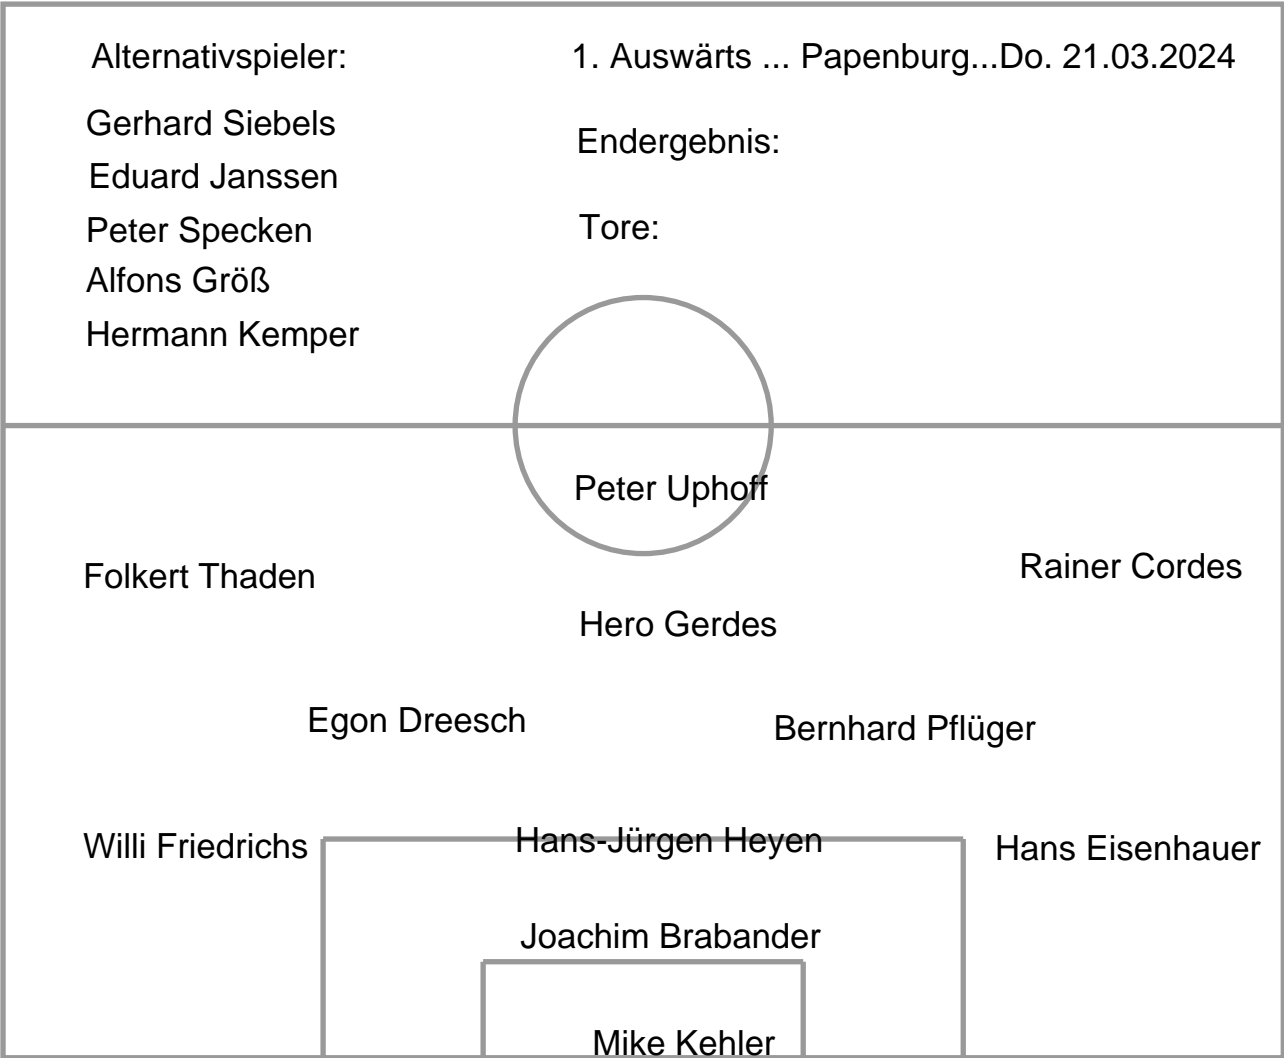 Alternativspieler:
1. Auswärts ... Papenburg...Do. 21.03.2024
Gerhard Siebels
Endergebnis:
Eduard Janssen
Peter Specken
Tore:
Alfons Größ
Hermann Kemper
Peter Uphoff
Folkert Thaden
Rainer Cordes
Hero Gerdes
Egon Dreesch
Bernhard Pflüger
Willi Friedrichs
Hans-Jürgen Heyen
Hans Eisenhauer
Joachim Brabander
Mike Kehler